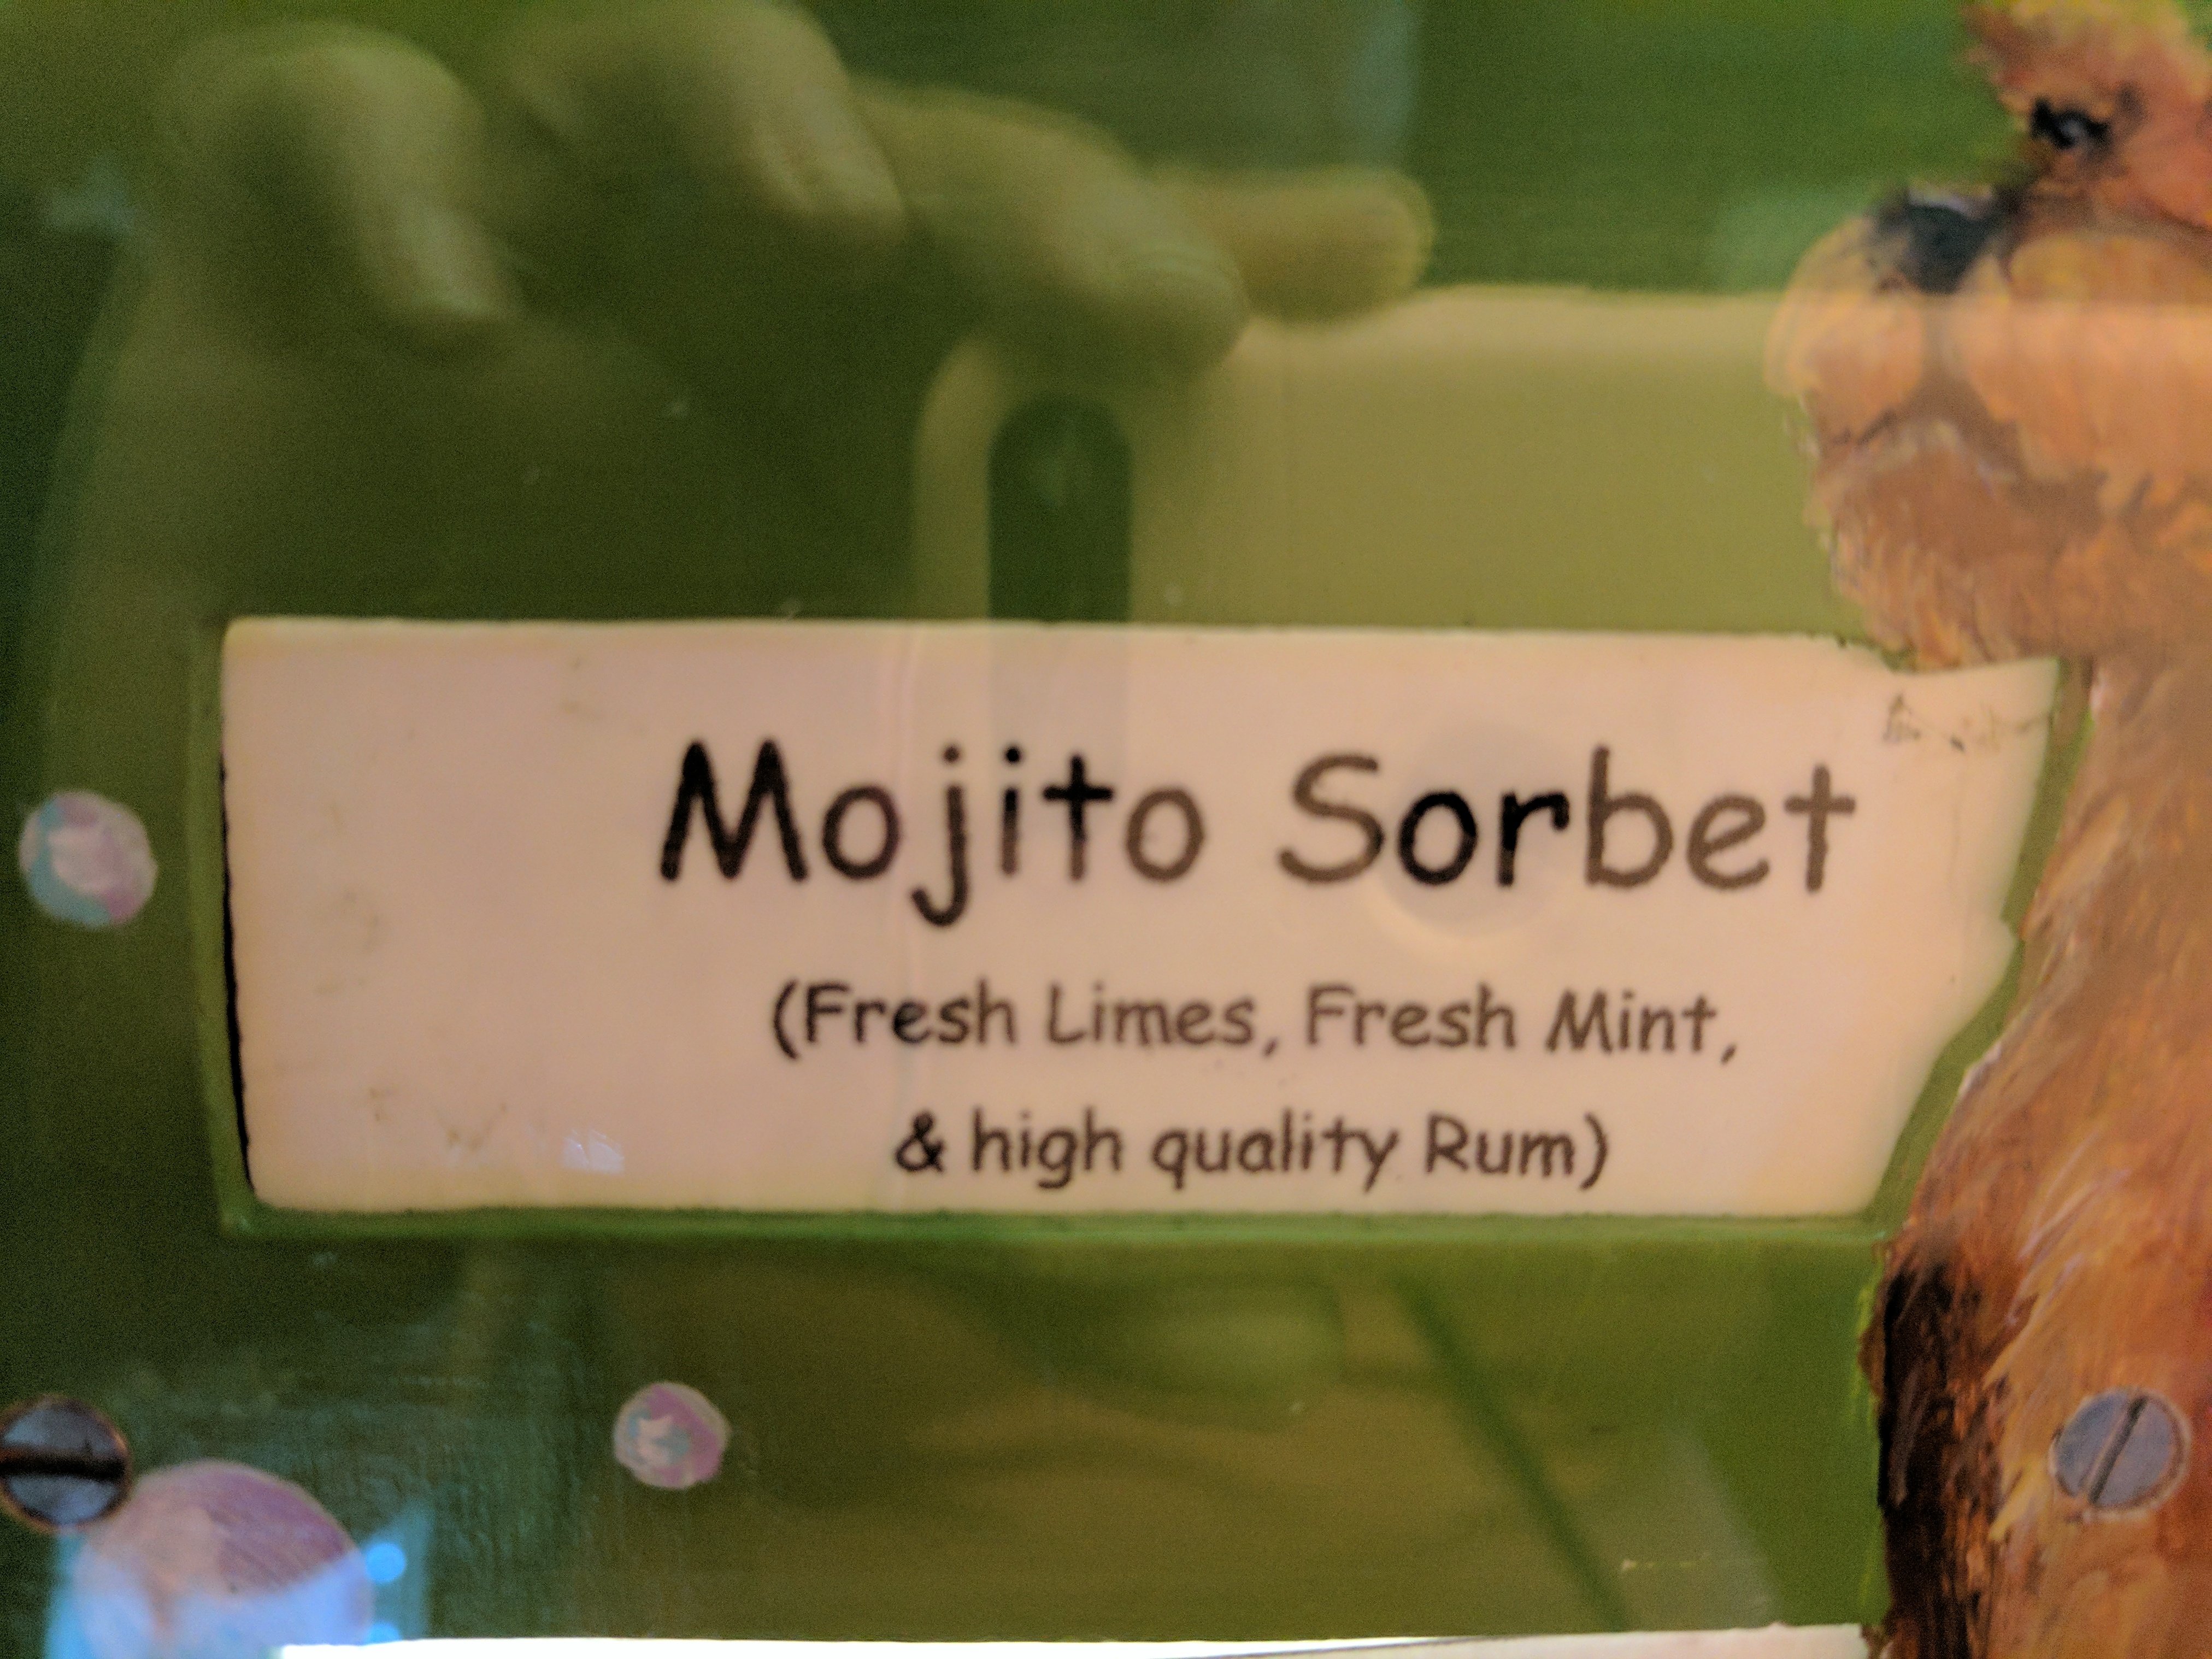 Mojito Sorbet
(Fresh Limes, Fresh Mint,
& high quality Rum)